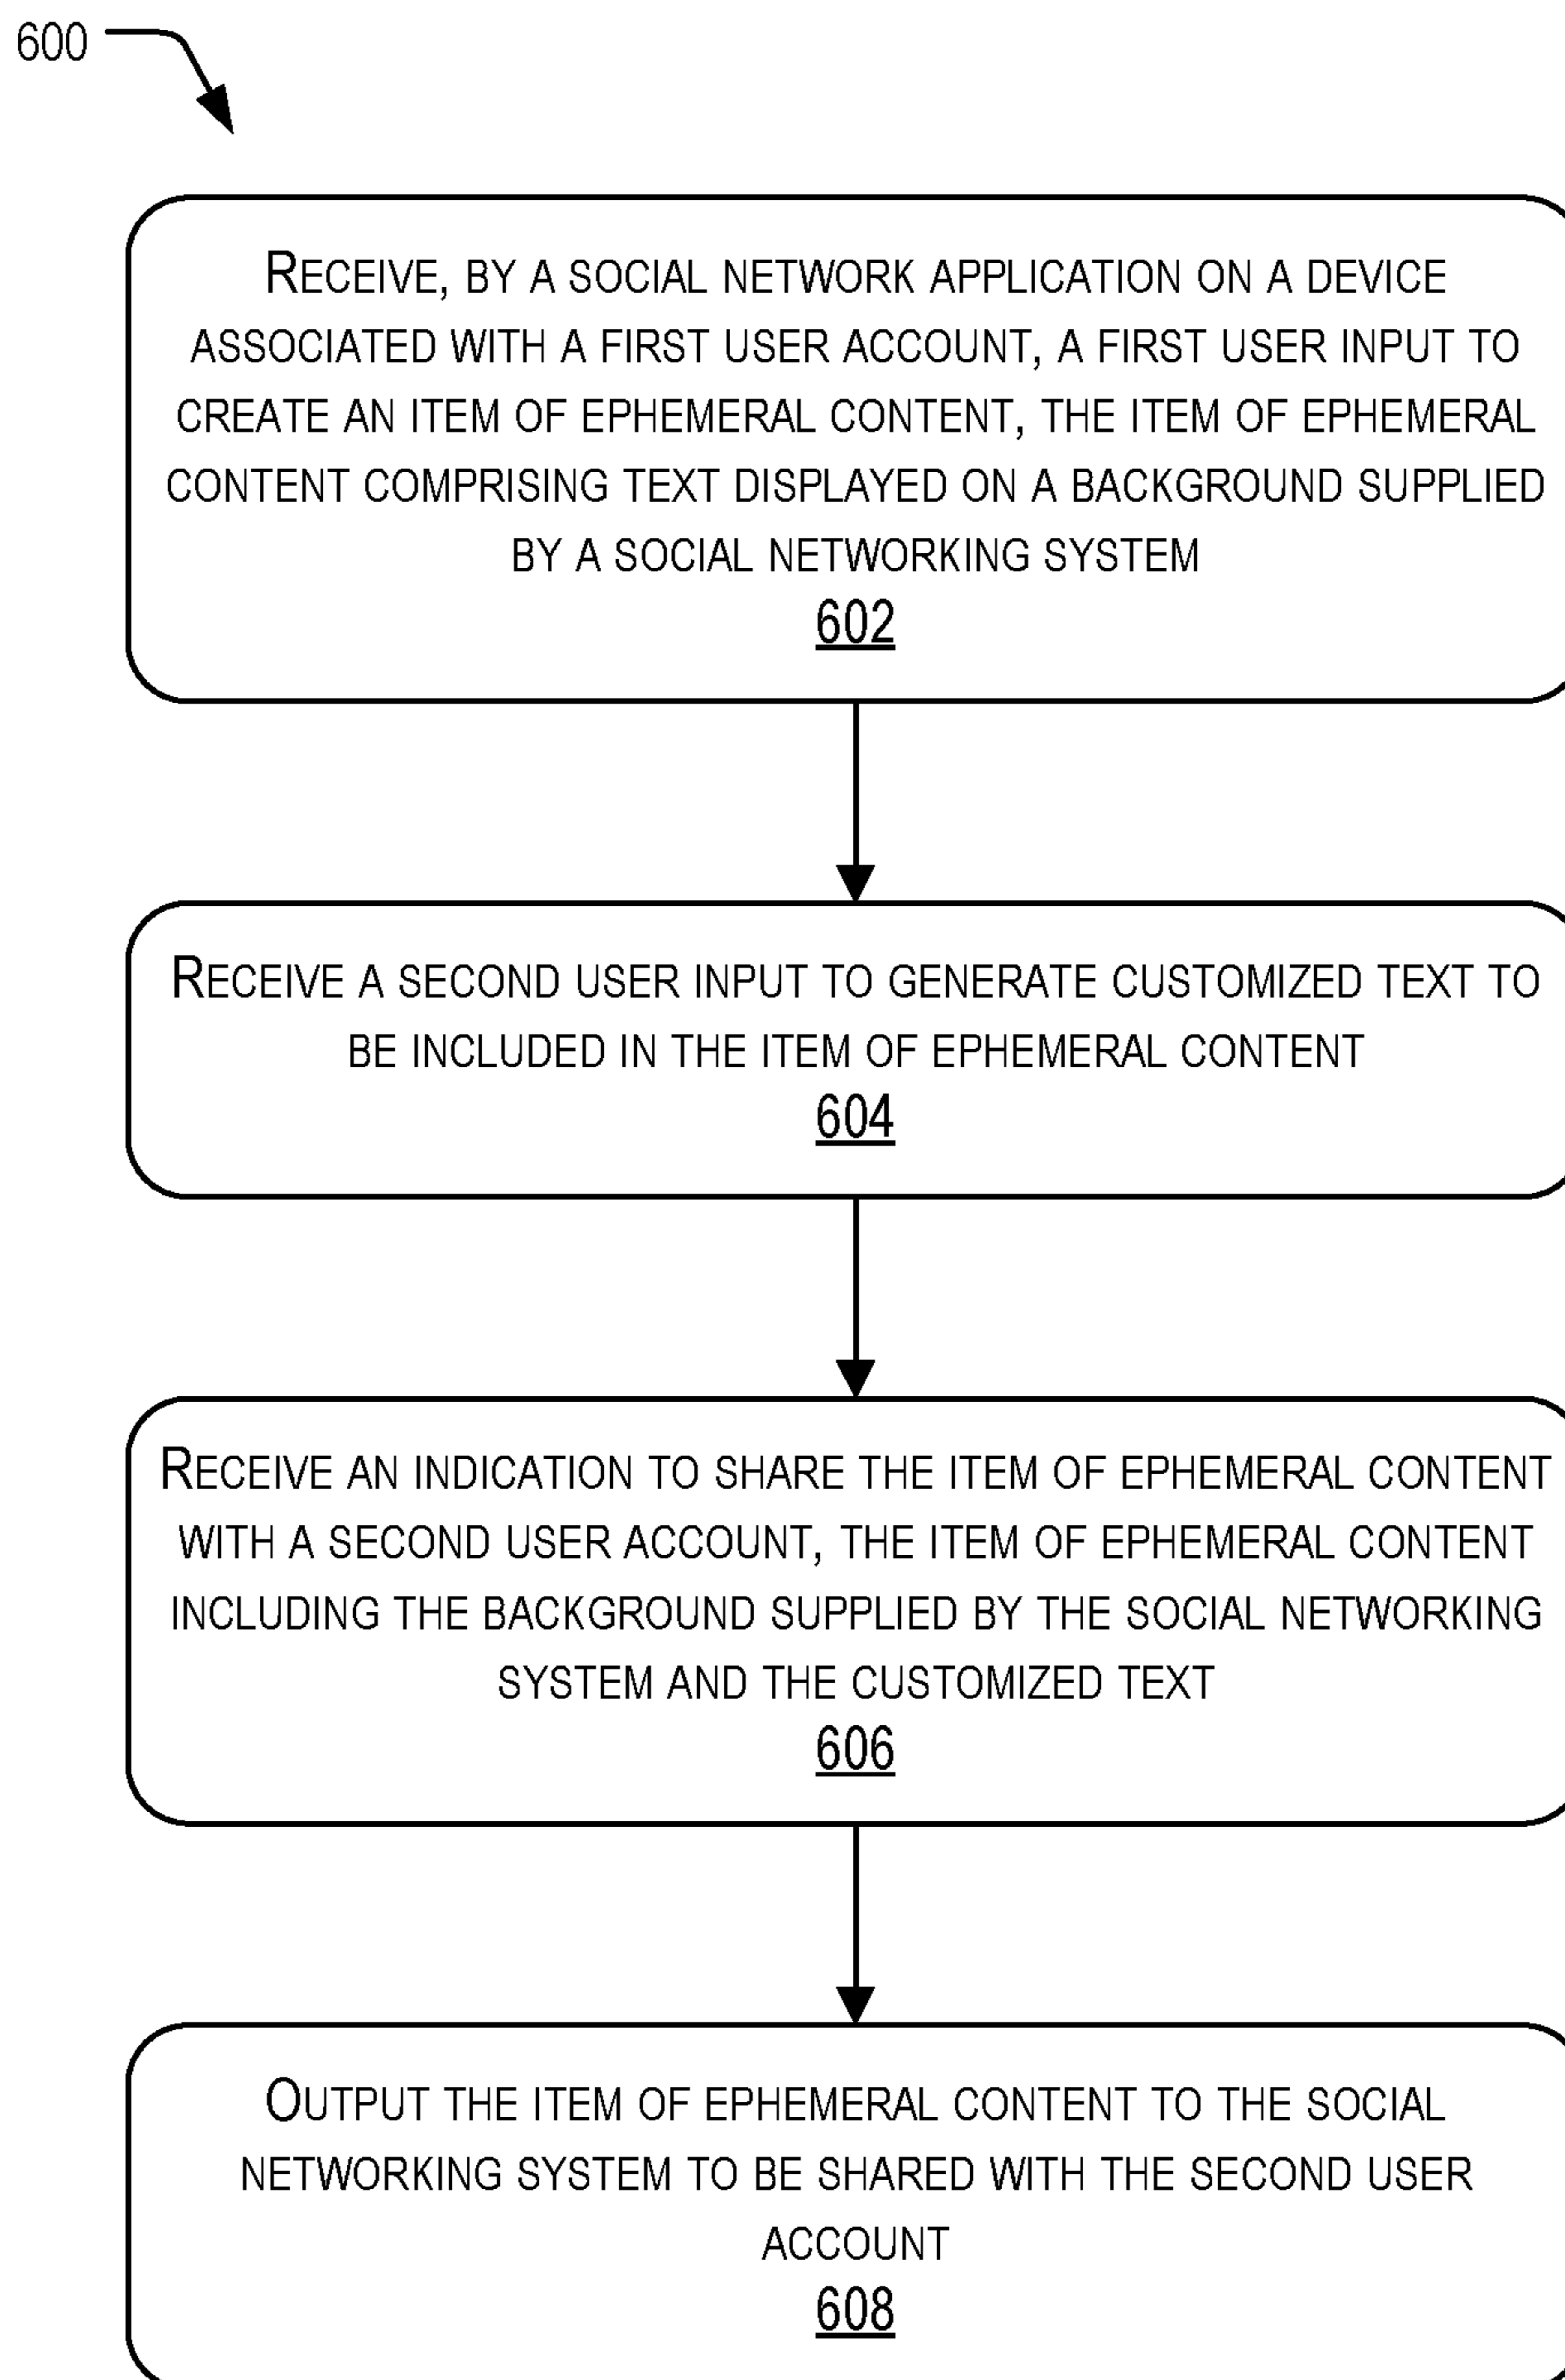 600
RECEIVE, BY A SOCIAL NETWORK APPLICATION ON A DEVICE
ASSOCIATED WITH A FIRST USER ACCOUNT, A FIRST USER INPUT TO
CREATE AN ITEM OF EPHEMERAL CONTENT, THE ITEM OF EPHEMERAL
CONTENT COMPRISING TEXT DISPLAYED ON A BACKGROUND SUPPLIED
BY A SOCIAL NETWORKING SYSTEM
602
RECEIVE A SECOND USER INPUT TO GENERATE CUSTOMIZED TEXT TO
BE INCLUDED IN THE ITEM OF EPHEMERAL CONTENT
604
RECEIVE AN INDICATION TO SHARE THE ITEM OF EPHEMERAL CONTENT
WITH A SECOND USER ACCOUNT, THE ITEM OF EPHEMERAL CONTENT
INCLUDING THE BACKGROUND SUPPLIED BY THE SOCIAL NETWORKING
SYSTEM AND THE CUSTOMIZED TEXT
606
OUTPUT THE ITEM OF EPHEMERAL CONTENT TO THE SOCIAL
NETWORKING SYSTEM TO BE SHARED WITH THE SECOND USER
ACCOUNT
608